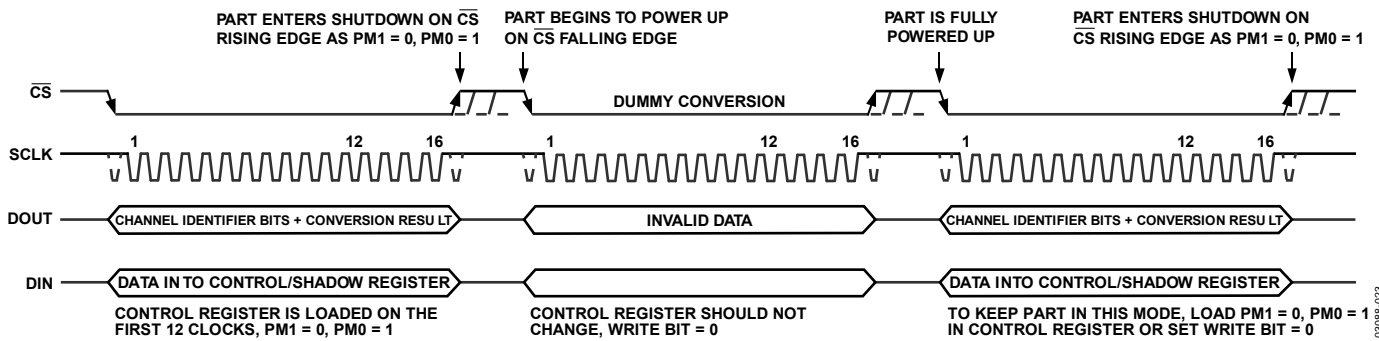 PART ENTERS SHUTDOWN ON CS
RISING EDGE AS PM1 = 0, PM0 = 1
PART BEGINS TO POWER UP
ON CS FALLING EDGE
PART IS FULLY
POWERED UP
PART ENTERS SHUTDOWN ON
CS RISING EDGE AS PM1 = 0, PM0 = 1
CS
DUMMY CONVERSION
SCLK
1 12 16 1 12 16 1 12 16
DOUT
CHANNEL IDENTIFIER BITS + CONVERSION RESU LT
INVALID DATA
CHANNEL IDENTIFIER BITS + CONVERSION RESU LT
DIN
DATA IN TO CONTROL/SHADOW REGISTER
DATA INTO CONTROL/SHADOW REGISTER
CONTROL REGISTER IS LOADED ON THE
FIRST 12 CLOCKS, PM1 = 0, PM0 = 1
CONTROL REGISTER SHOULD NOT
CHANGE, WRITE BIT = 0
TO KEEP PART IN THIS MODE, LOAD PM1 = 0, PM0 = 1
IN CONTROL REGISTER OR SET WRITE BIT = 0
03088-023